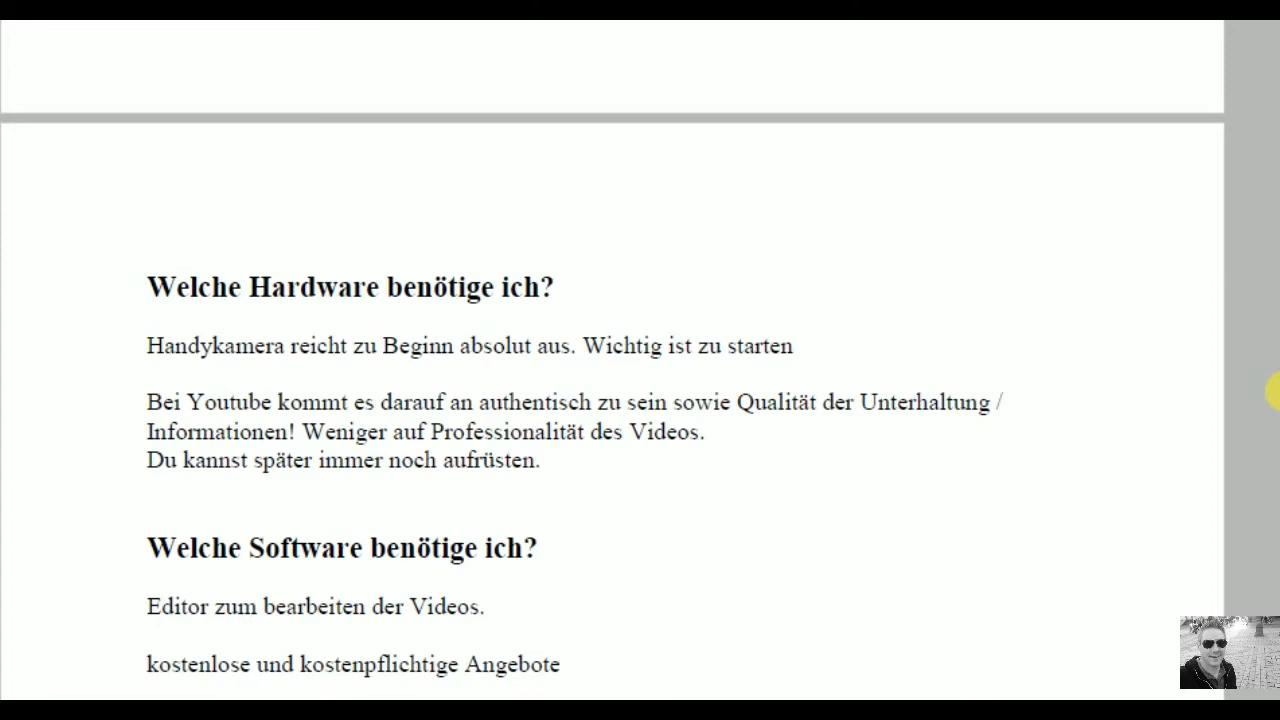 Welche Hardware benötige ich?
Handykamera reicht zu Beginn absolut aus. Wichtig ist zu starten
Bei Youtube kommt es darauf an authentisch zu sein sowie Qualität der Unterhaltung /
Informationen! Weniger auf Professionalität des Videos.
Du kannst später immer noch aufrüsten.
Welche Software benötige ich?
Editor zum bearbeiten der Videos.
kostenlose und kostenpflichtige Angebote